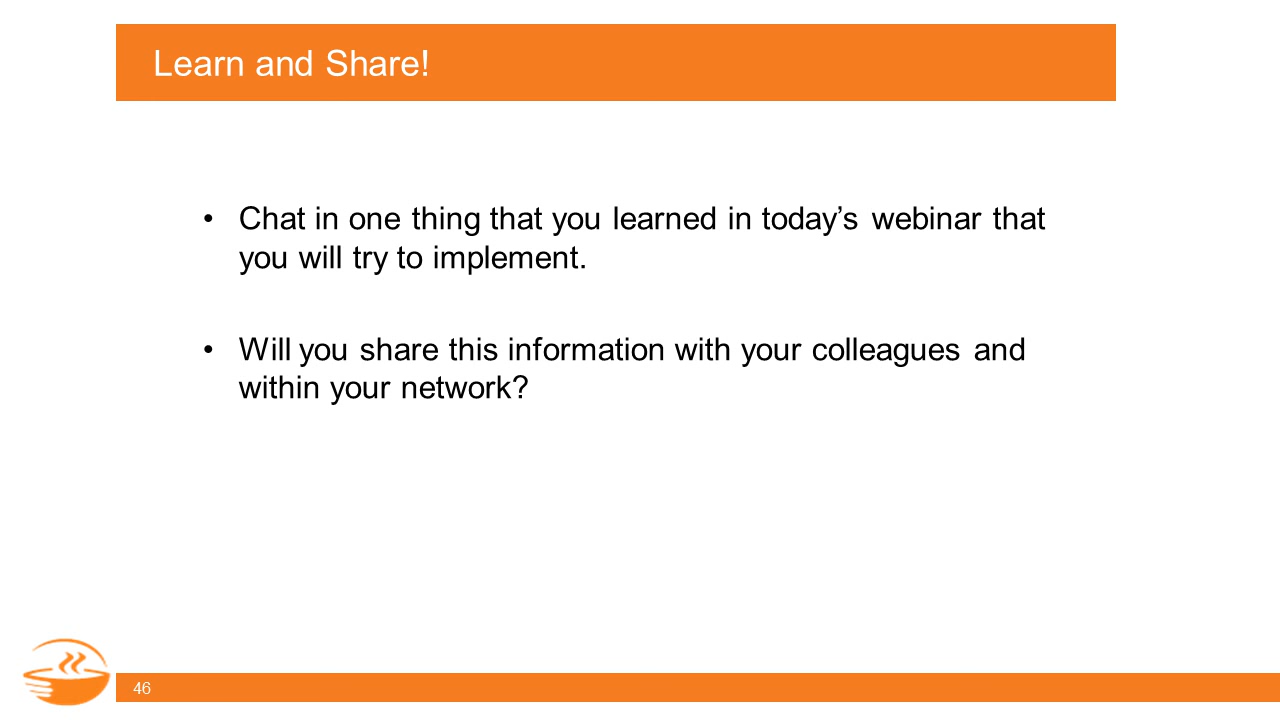 Learn and Share!
• Chat in one thing that you learned in today’s webinar that
you will try to implement.
• Will you share this information with your colleagues and
within your network?
46